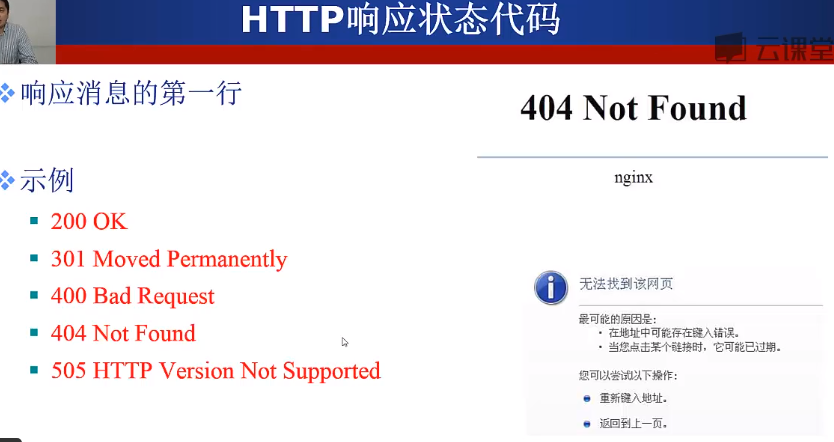 HTTP响应状态代码
云课堂
响应消息的第一行
示例
200 OK
301 Moved Permanently
400 Bad Request
404 Not Found
505 HTTP Version Not Supported
404 Not Found
nginx
无法找到该网页
最可能的原因是:
在地址中可能存在键入错误。
当您点击某个链接时，它可能已过期。
您可以尝试以下操作:
重新键入地址。
返回到上一页。